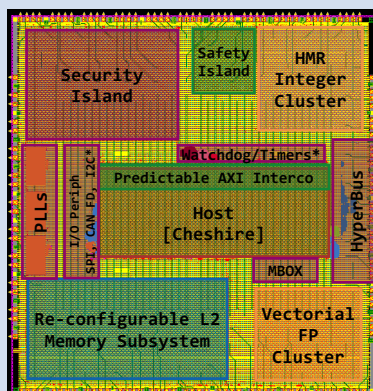 Security
Island
Safety
Island
HMR
Integer
Cluster
PLLs
I/O Periph
SPI, CAN FD, I2C*
Watchdog/Timers*
Predictable AXI Interco
Host
[Cheshire]
HyperBus
MBOX
Re-configurable L2
Memory Subsystem
Vectorial
FP
Cluster